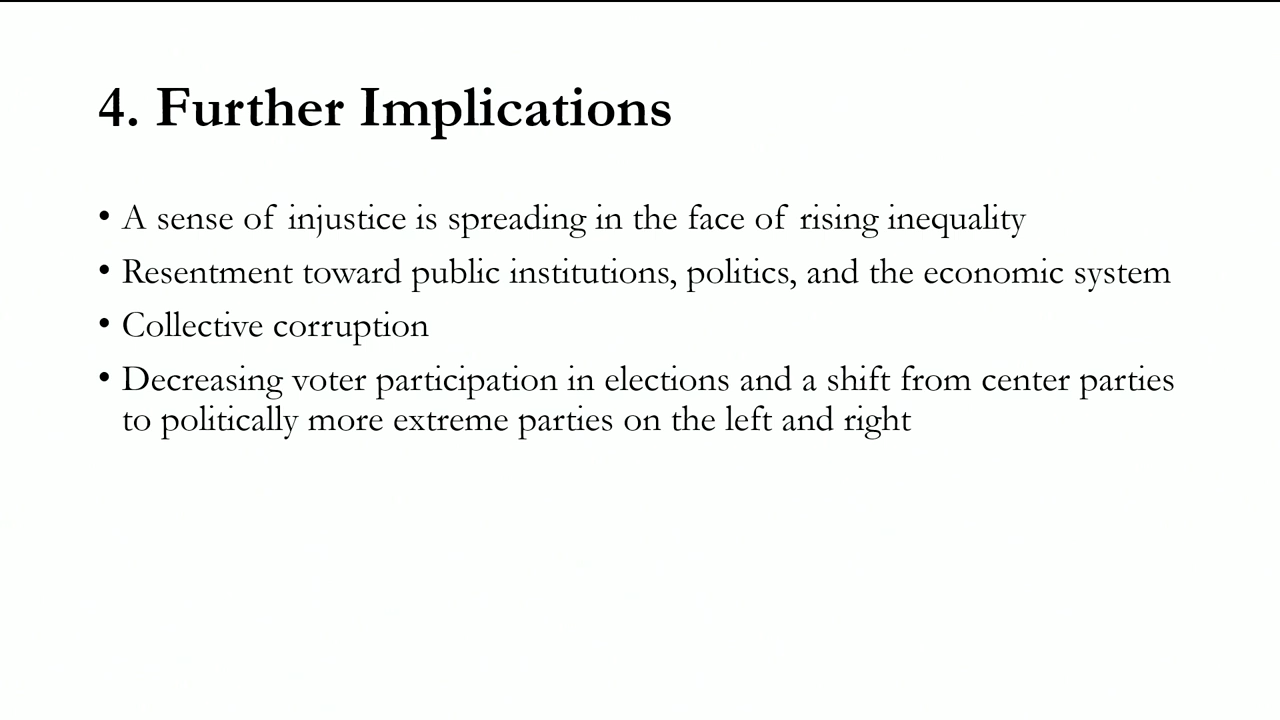 4. Further Implications
• A sense of injustice is spreading in the face of rising inequality
• Resentment toward public institutions, politics, and the economic system
• Collective corruption
• Decreasing voter participation in elections and a shift from center parties
to politically more extreme parties on the left and right